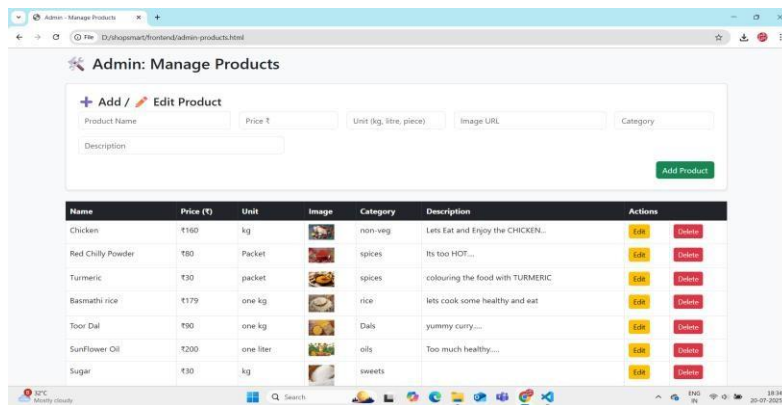 Admin - Manage Products
File D:/shopsmart/frontend/admin-products.html
Admin: Manage Products
Add / Edit Product
Product Name Price ₹ Unit (kg, litre, piece) Image URL Category
Description
Add Product
Name Price (₹) Unit Image Category Description Actions
Chicken ₹160 kg non-veg Lets Eat and Enjoy the CHICKEN... Edit Delete
Red Chilly Powder ₹80 Packet spices Its too HOT.... Edit Delete
Turmeric ₹30 packet spices colouring the food with TURMERIC Edit Delete
Basmathi rice ₹179 one kg rice lets cook some healthy and eat Edit Delete
Toor Dal ₹90 one kg Dals yummy curry..... Edit Delete
SunFlower Oil ₹200 one liter oils Too much healthy..... Edit Delete
Sugar ₹30 kg sweets Edit Delete
32°C Search ENG 18:34
Mostly cloudy IN 20-07-2025